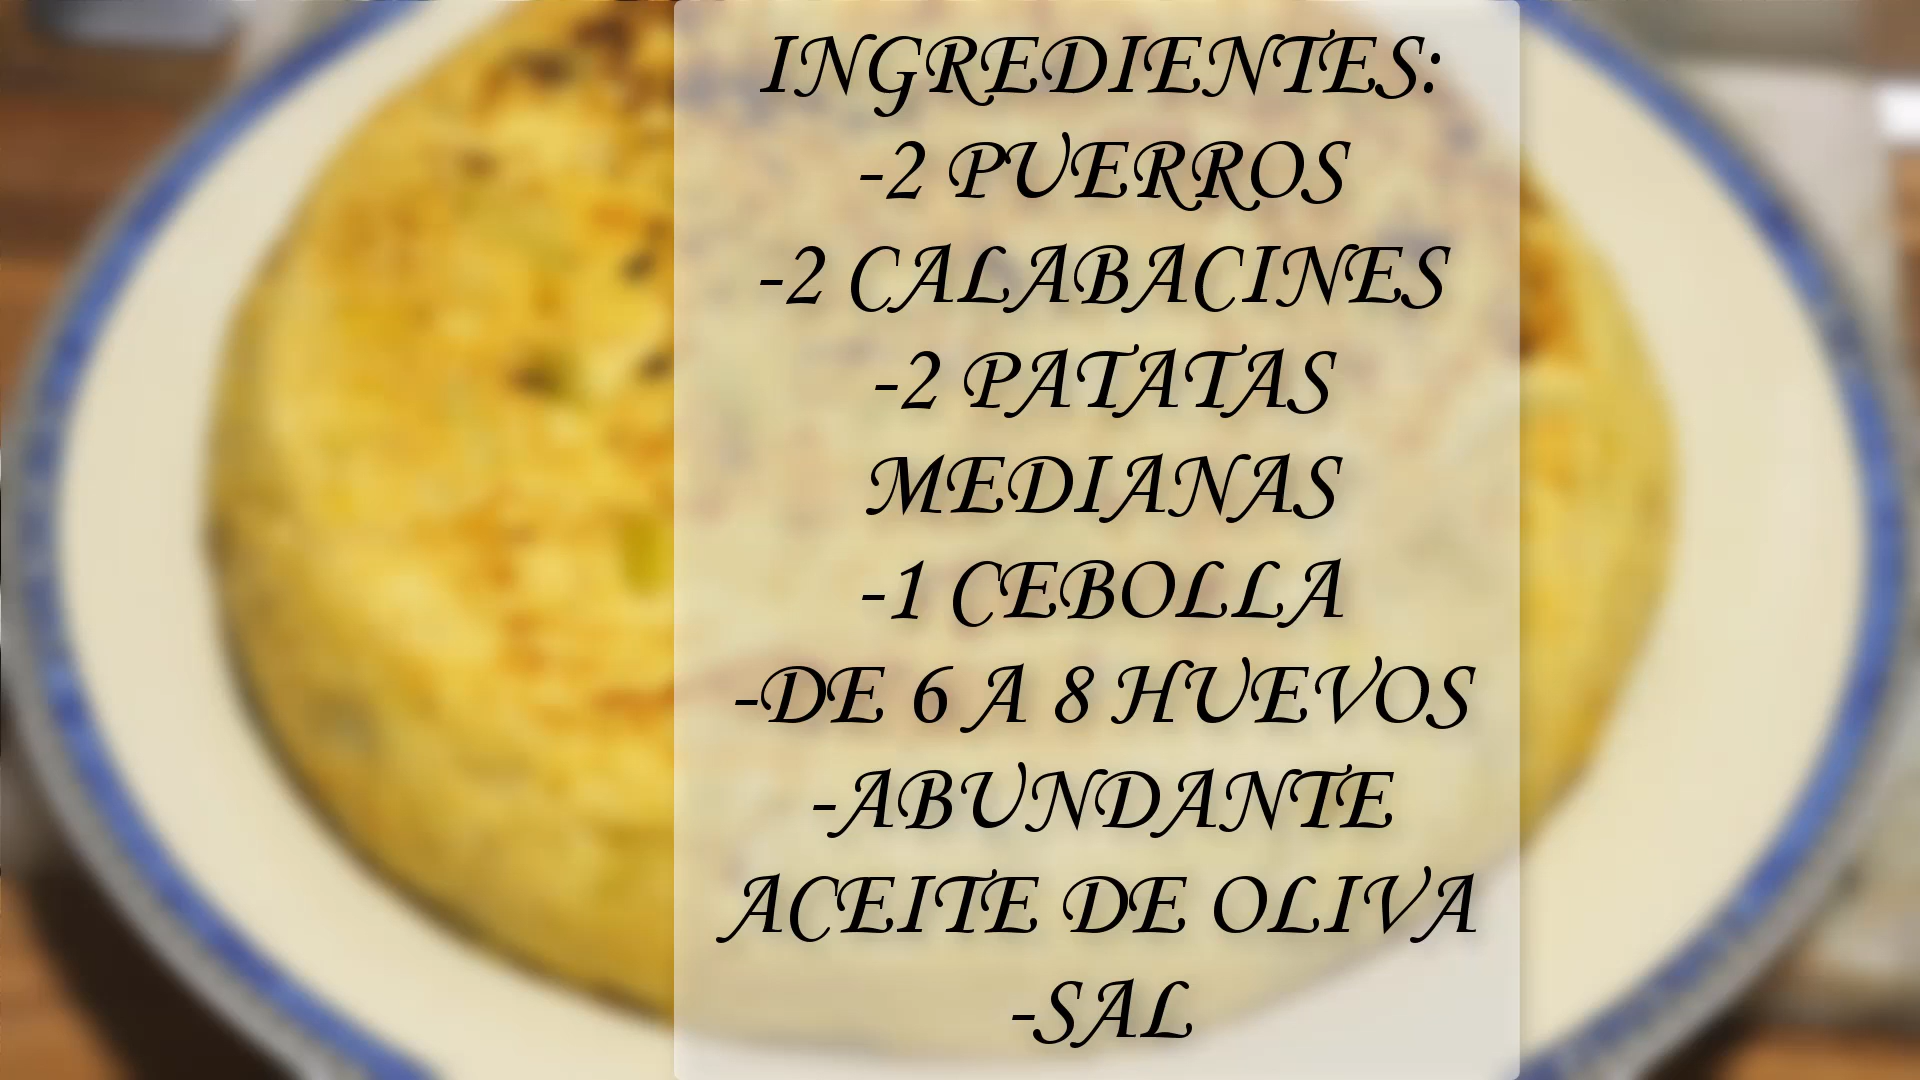 INGREDIENTES:
-2 PUERROS
-2 CALABACINES
-2 PATATAS
MEDIANAS
-1 CEBOLLA
-DE 6 A 8 HUEVOS
-ABUNDANTE
ACEITE DE OLIVA
-SAL